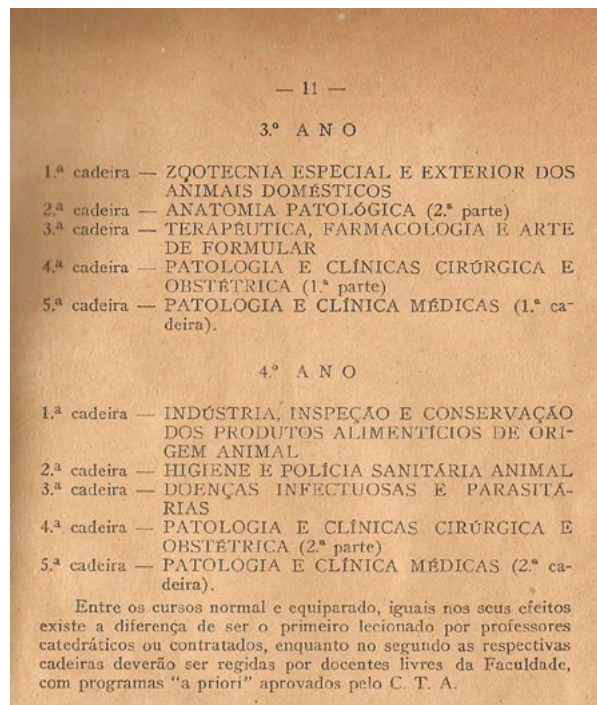 — 11 —
3.º A N O
1.ª cadeira — ZOOTECNIA ESPECIAL E EXTERIOR DOS
ANIMAIS DOMÉSTICOS
2.ª cadeira — ANATOMIA PATOLÓGICA (2.ª parte)
3.ª cadeira — TERAPÊUTICA, FARMACOLOGIA E ARTE
DE FORMULAR
4.ª cadeira — PATOLOGIA E CLÍNICAS CIRÚRGICA E
OBSTÉTRICA (1.ª parte)
5.ª cadeira — PATOLOGIA E CLÍNICA MÉDICAS (1.ª ca-
deira).
4.º A N O
1.ª cadeira — INDÚSTRIA, INSPEÇÃO E CONSERVAÇÃO
DOS PRODUTOS ALIMENTÍCIOS DE ORI-
GEM ANIMAL
2.ª cadeira — HIGIENE E POLÍCIA SANITÁRIA ANIMAL
3.ª cadeira — DOENÇAS INFECTUOSAS E PARASITÁ-
RIAS
4.ª cadeira — PATOLOGIA E CLÍNICAS CIRÚRGICA E
OBSTÉTRICA (2.ª parte)
5.ª cadeira — PATOLOGIA E CLÍNICA MÉDICAS (2.ª ca-
deira).
Entre os cursos normal e equiparado, iguais nos seus efeitos
existe a diferença de ser o primeiro lecionado por professores
catedráticos ou contratados, enquanto no segundo as respectivas
cadeiras deverão ser regidas por docentes livres da Faculdade,
com programas "a priori" aprovados pelo C. T. A.